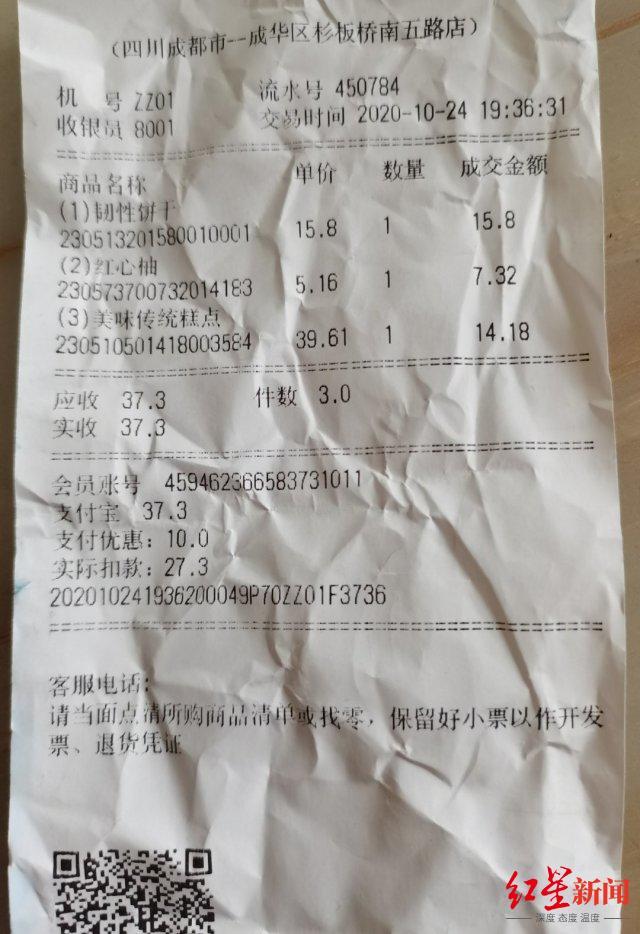 (四川成都市--成华区杉板桥南五路店)
机 号 ZZ01 流水号 450784
收银员 8001 交易时间 2020-10-24 19:36:31
商品名称 单价 数量 成交金额
(1)韧性饼干
230513201580010001 15.8 1 15.8
(2)红心柚
230573700732014183 5.16 1 7.32
(3)美味传统糕点
230510501418003584 39.61 1 14.18
应收 37.3 件数 3.0
实收 37.3
会员账号 459462366583731011
支付宝 37.3
支付优惠：10.0
实际扣款：27.3
202010241936200049P70ZZ01F3736
客服电话:
请当面点清所购商品清单或找零，保留好小票以作开发
票、退货凭证
红星新闻
深度 态度 温度